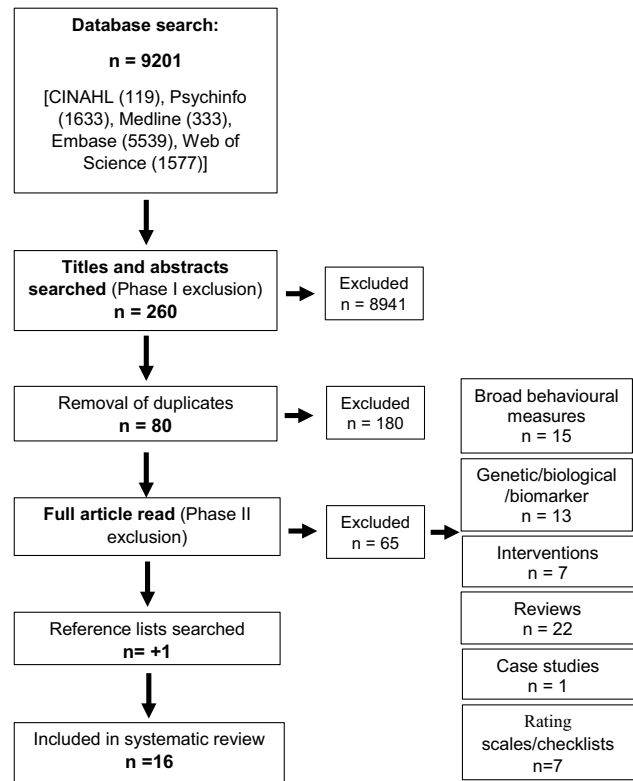 Database search:
n = 9201
[CINAHL (119), Psychinfo
(1633), Medline (333),
Embase (5539), Web of
Science (1577)]
Titles and abstracts
searched (Phase I exclusion)
n = 260
Excluded
n = 8941
Removal of duplicates
n = 80
Excluded
n = 180
Full article read (Phase II
exclusion)
Excluded
n = 65
Broad behavioural
measures
n = 15
Genetic/biological
/biomarker
n = 13
Interventions
n = 7
Reviews
n = 22
Case studies
n = 1
Rating
scales/checklists
n=7
Reference lists searched
n= +1
Included in systematic review
n =16